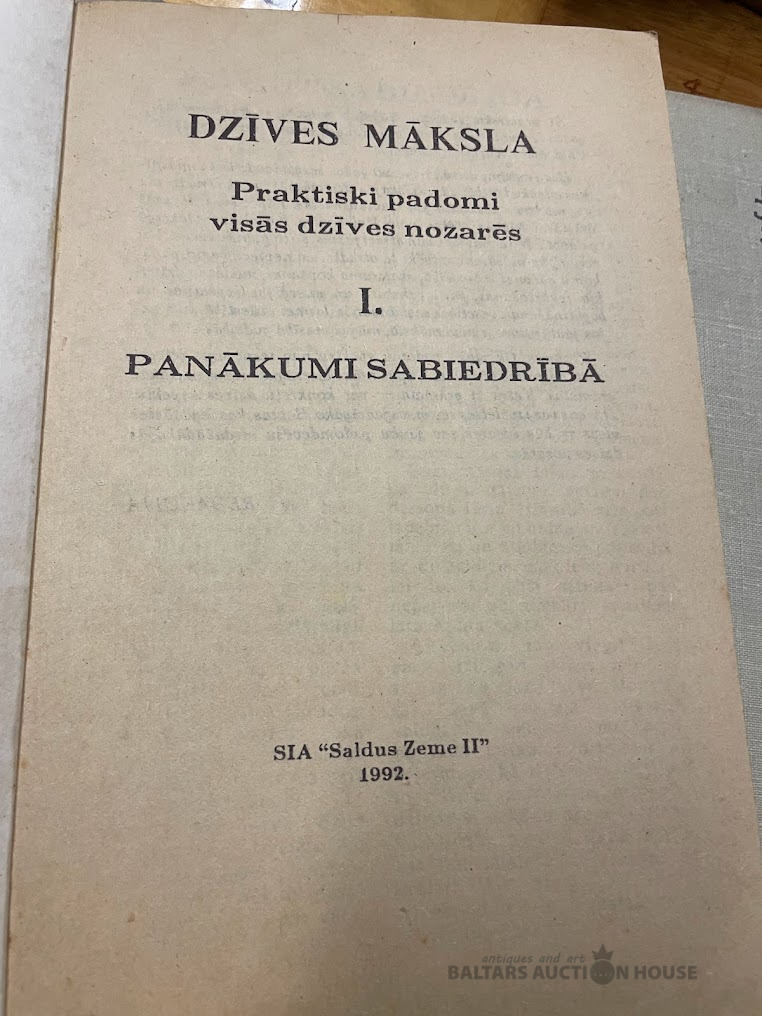 DZĪVES MĀKSLA
Praktiski padomi
visās dzīves nozarēs
I.
PANĀKUMI SABIEDRĪBĀ
SIA “Saldus Zeme II”
1992.
antiques and art
BALTARS AUCTION HOUSE